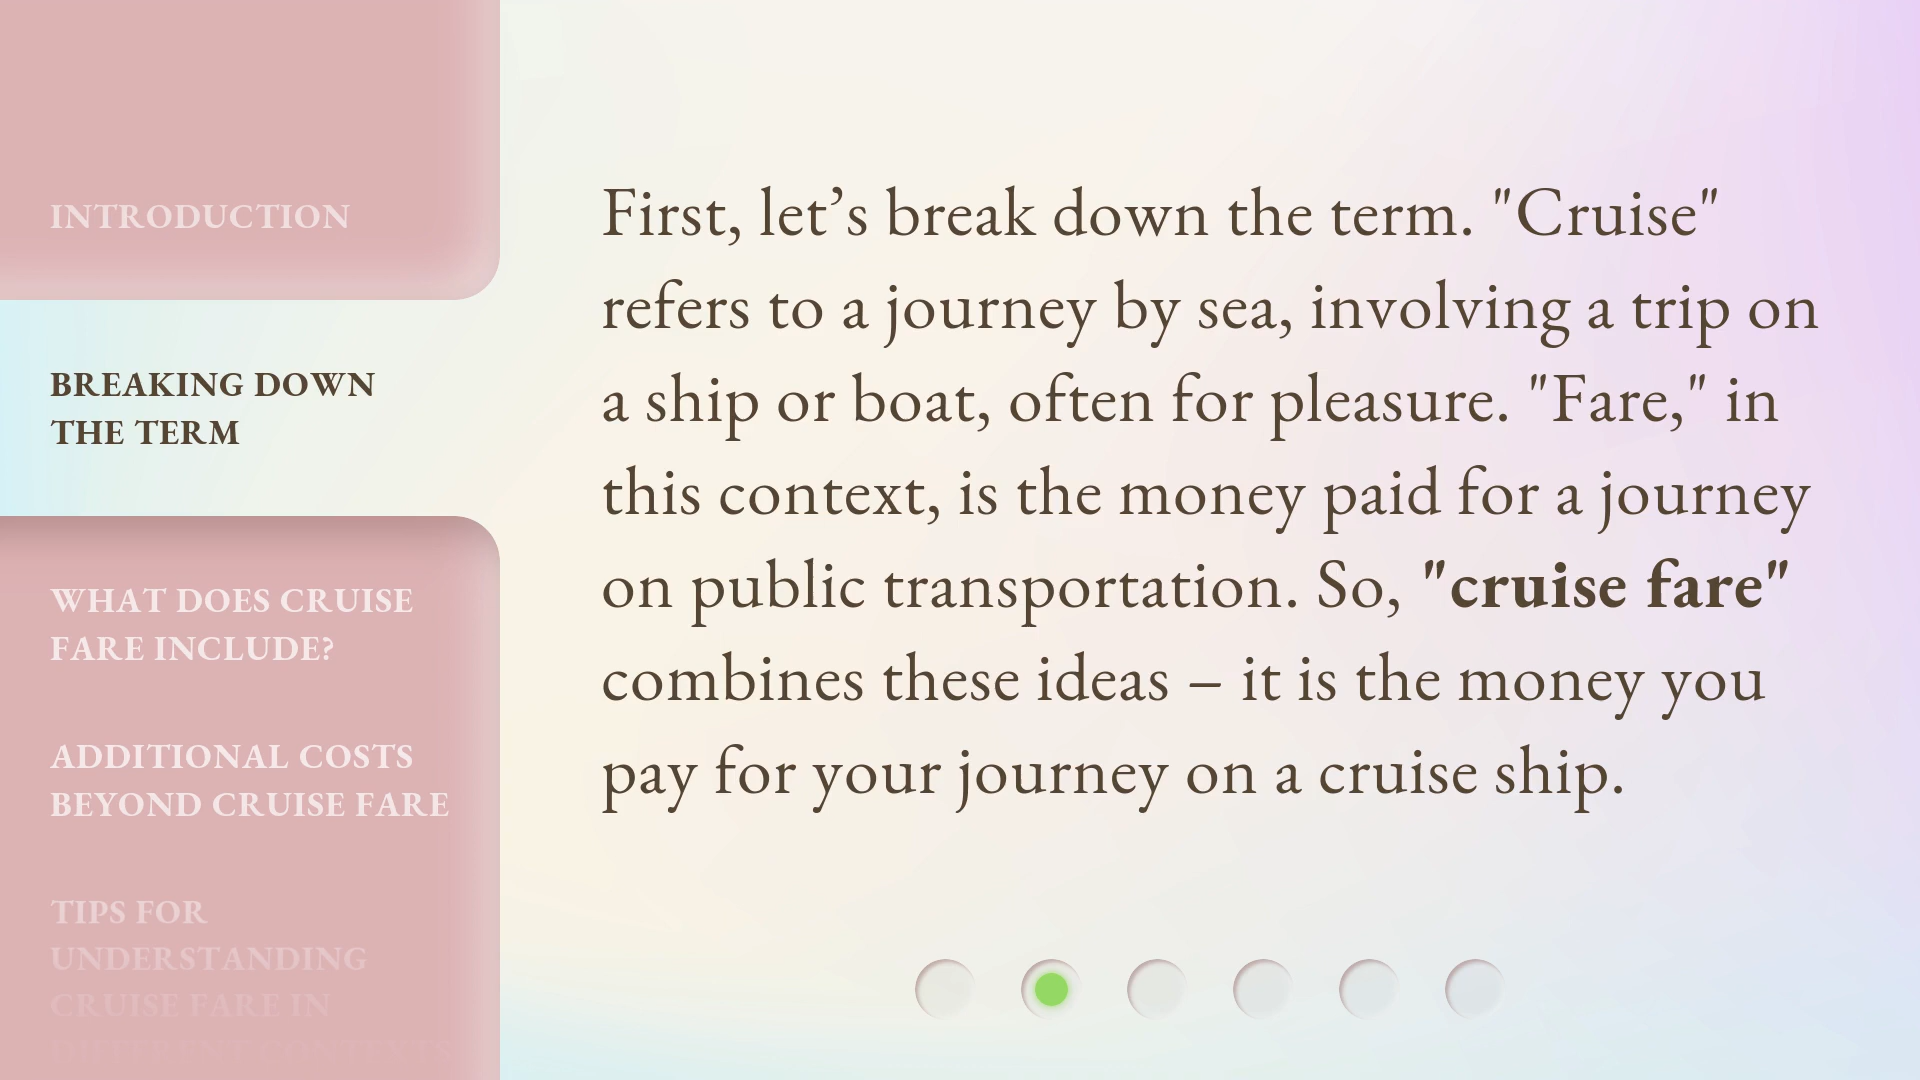 INTRODUCTION
BREAKING DOWN
THE TERM
WHAT DOES CRUISE
FARE INCLUDE?
ADDITIONAL COSTS
BEYOND CRUISE FARE
TIPS FOR
UNDERSTANDING
CRUISE FARE IN
DIFFERENT CONTEXTS
First, let’s break down the term. "Cruise"
refers to a journey by sea, involving a trip on
a ship or boat, often for pleasure. "Fare," in
this context, is the money paid for a journey
on public transportation. So, "cruise fare"
combines these ideas – it is the money you
pay for your journey on a cruise ship.